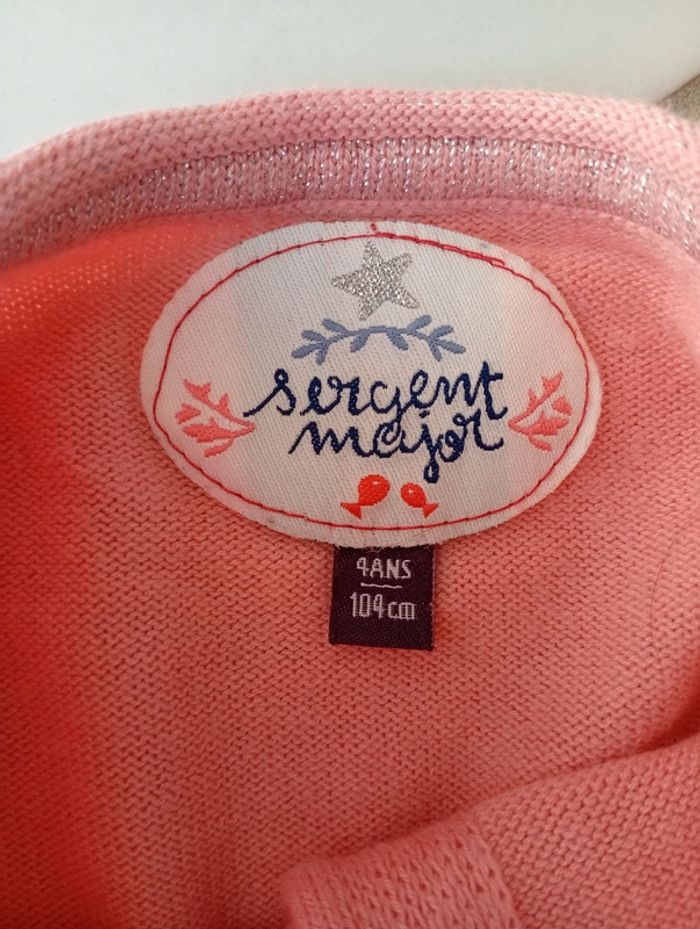 sergent
major
4ANS
104cm